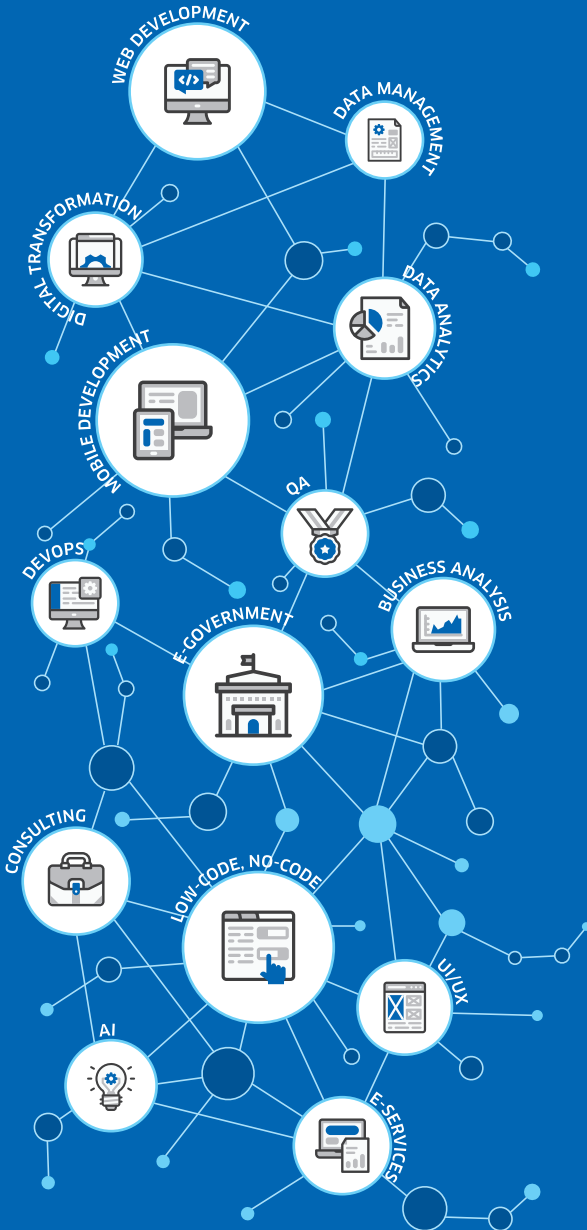 WEB DEVELOPMENT
DATA MANAGEMENT
DIGITAL TRANSFORMATION
DATA ANALYTICS
MOBILE DEVELOPMENT
QA
DEVOPS
BUSINESS ANALYSIS
E-GOVERNMENT
CONSULTING
LOW-CODE, NO-CODE
UI/UX
AI
E-SERVICES